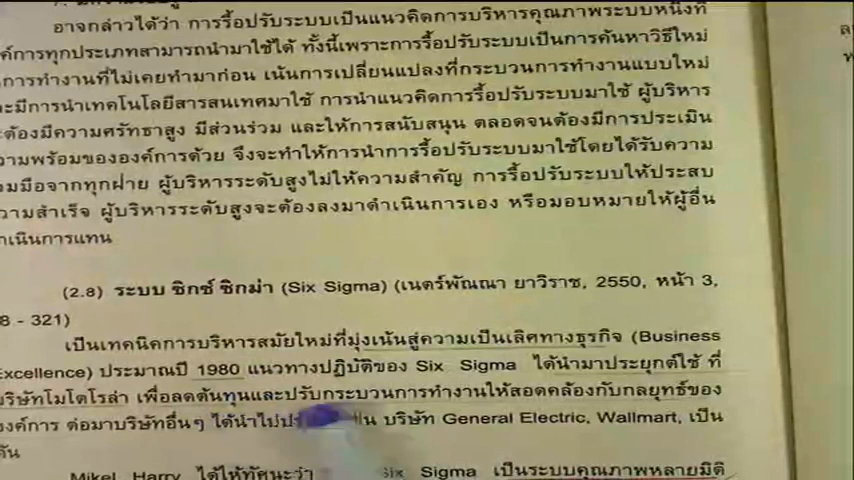 อาจกล่าวได้ว่า การรื้อปรับระบบเป็นแนวคิดการบริหารคุณภาพระบบหนึ่งที่
ค์การทุกประเภทสามารถนำมาใช้ได้ ทั้งนี้เพราะการรื้อปรับระบบเป็นการค้นหาวิธีใหม่
การทำงานที่ไม่เคยทำมาก่อน เน้นการเปลี่ยนแปลงที่กระบวนการทำงานแบบใหม่
ละมีการนำเทคโนโลยีสารสนเทศมาใช้ การนำแนวคิดการรื้อปรับระบบมาใช้ ผู้บริหาร
ะต้องมีความศรัทธาสูง มีส่วนร่วม และให้การสนับสนุน ตลอดจนต้องมีการประเมิน
วามพร้อมขององค์การด้วย จึงจะทำให้การนำการรื้อปรับระบบมาใช้โดยได้รับความ
วมมือจากทุกฝ่าย ผู้บริหารระดับสูงไม่ให้ความสำคัญ การรื้อปรับระบบให้ประสบ
วามสำเร็จ ผู้บริหารระดับสูงจะต้องลงมาดำเนินการเอง หรือมอบหมายให้ผู้อื่น
ำเนินการแทน
(2.8) ระบบ ซิกซ์ ซิกม่า (Six Sigma) (เนตร์พัณณา ยาวิราช, 2550, หน้า 3,
8 - 321)
เป็นเทคนิคการบริหารสมัยใหม่ที่มุ่งเน้นสู่ความเป็นเลิศทางธุรกิจ (Business
Excellence) ประมาณปี 1980 แนวทางปฏิบัติของ Six Sigma ได้นำมาประยุกต์ใช้ ที่
บริษัทโมโตโรล่า เพื่อลดต้นทุนและปรับกระบวนการทำงานให้สอดคล้องกับกลยุทธ์ของ
งค์การ ต่อมาบริษัทอื่นๆ ได้นำไป บริษัท General Electric, Wallmart, เป็น
ต้น
Mikel Harry ได้ให้ทัศนะว่า Six Sigma เป็นระบบคุณภาพหลายมิติ